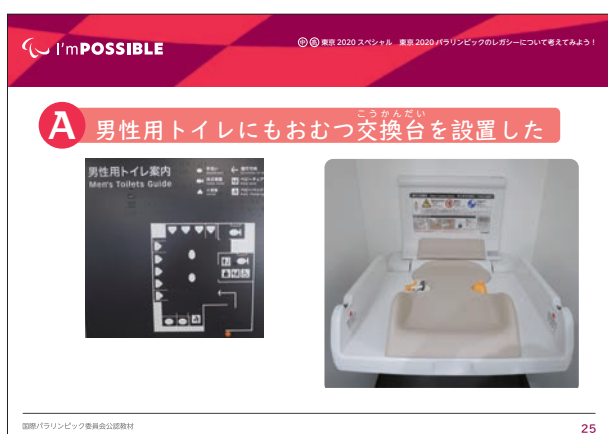 I'mPOSSIBLE
中 高 東京 2020 スペシャル 東京 2020 パラリンピックのレガシーについて考えてみよう！
A
こうかんだい
男性用トイレにもおむつ交換台を設置した
男性用トイレ案内
Men's Toilets Guide
国際パラリンピック委員会公認教材
25